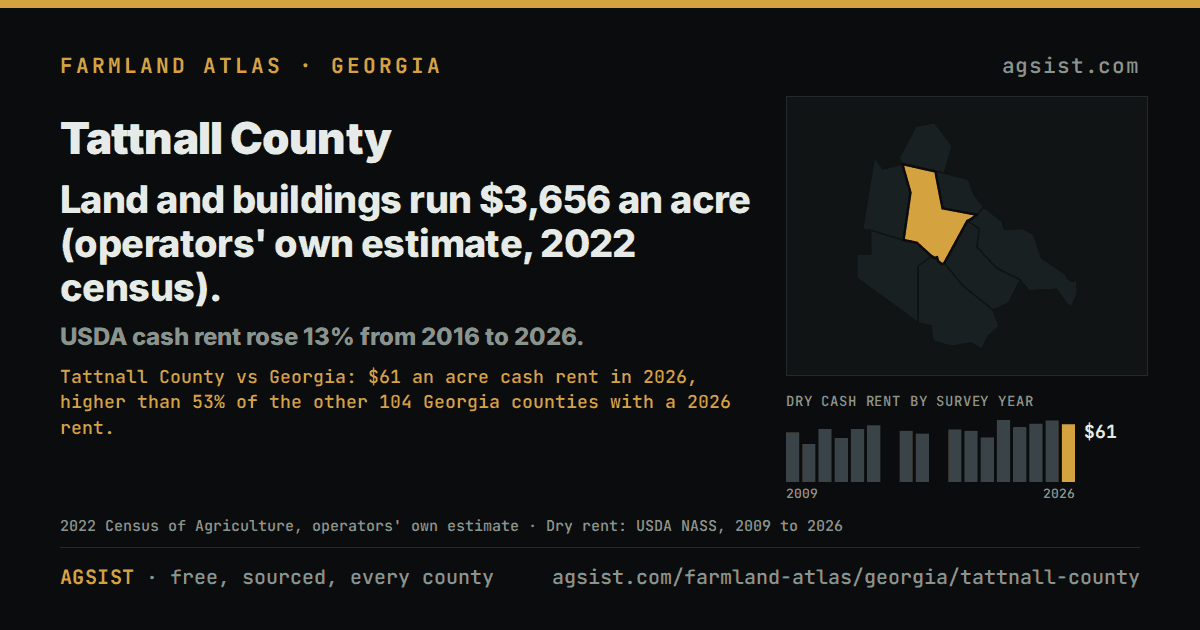 FARMLAND ATLAS · GEORGIA
agsist.com
Tattnall County
Land and buildings run $3,656 an acre
(operators' own estimate, 2022
census).
USDA cash rent rose 13% from 2016 to 2026.
Tattnall County vs Georgia: $61 an acre cash rent in 2026,
higher than 53% of the other 104 Georgia counties with a 2026
rent.
DRY CASH RENT BY SURVEY YEAR
$61
2009
2026
2022 Census of Agriculture, operators' own estimate · Dry rent: USDA NASS, 2009 to 2026
AGSIST · free, sourced, every county
agsist.com/farmland-atlas/georgia/tattnall-county